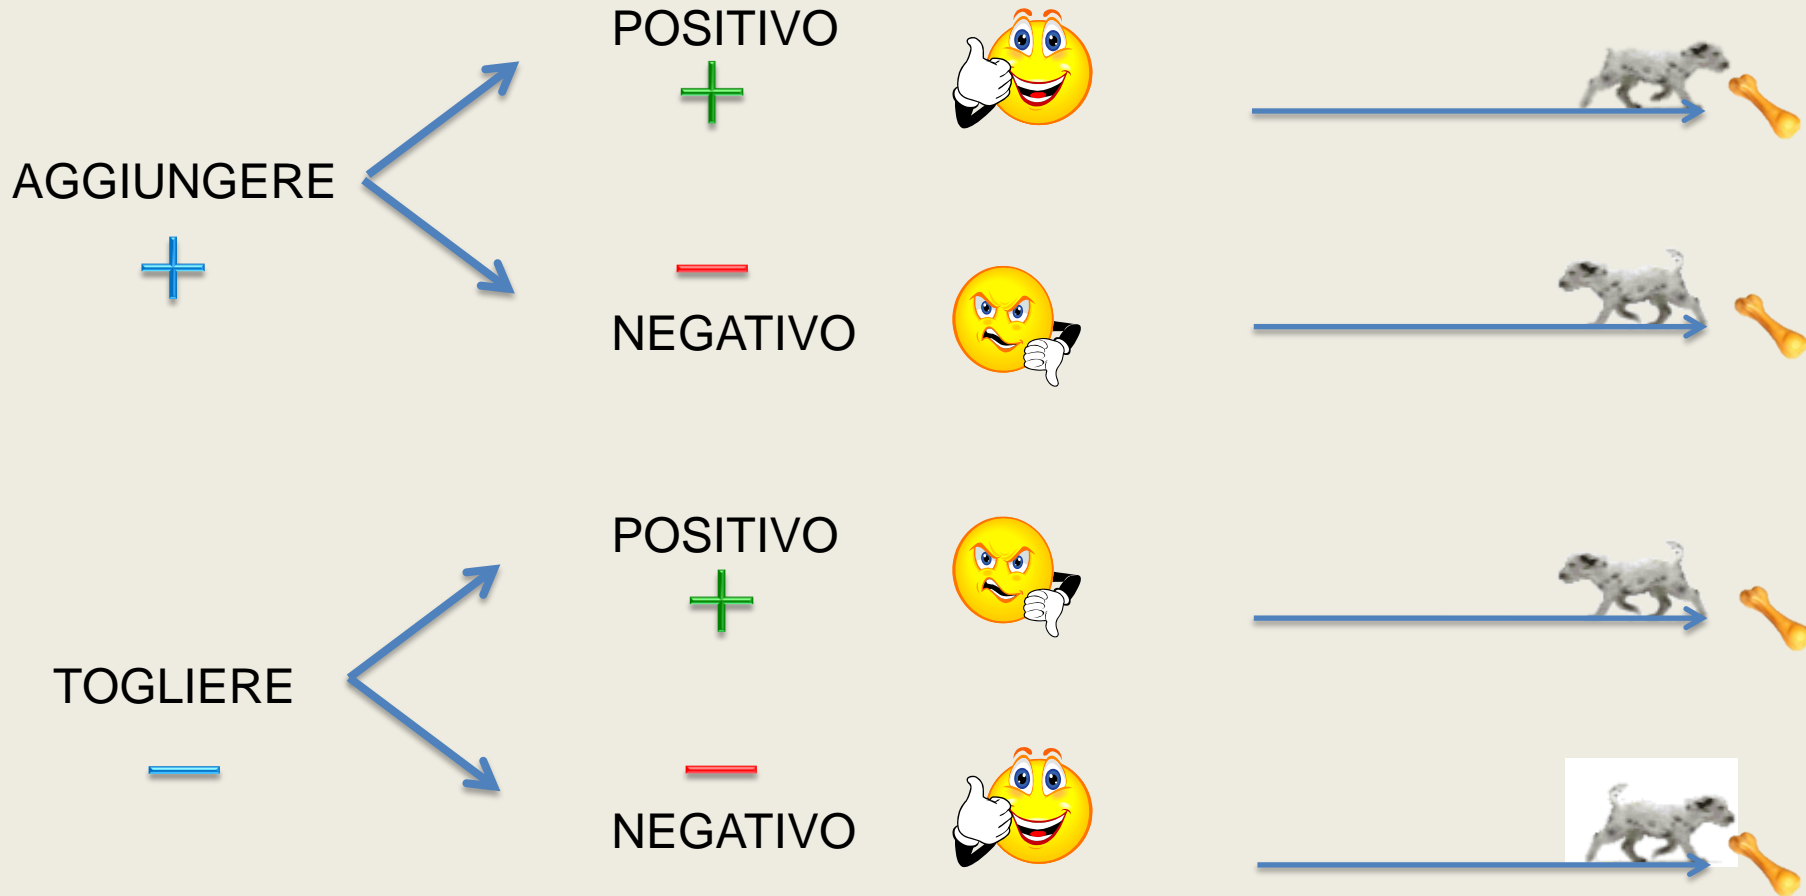 POSITIVO
+
AGGIUNGERE
+
−
NEGATIVO
POSITIVO
+
TOGLIERE
−
−
NEGATIVO